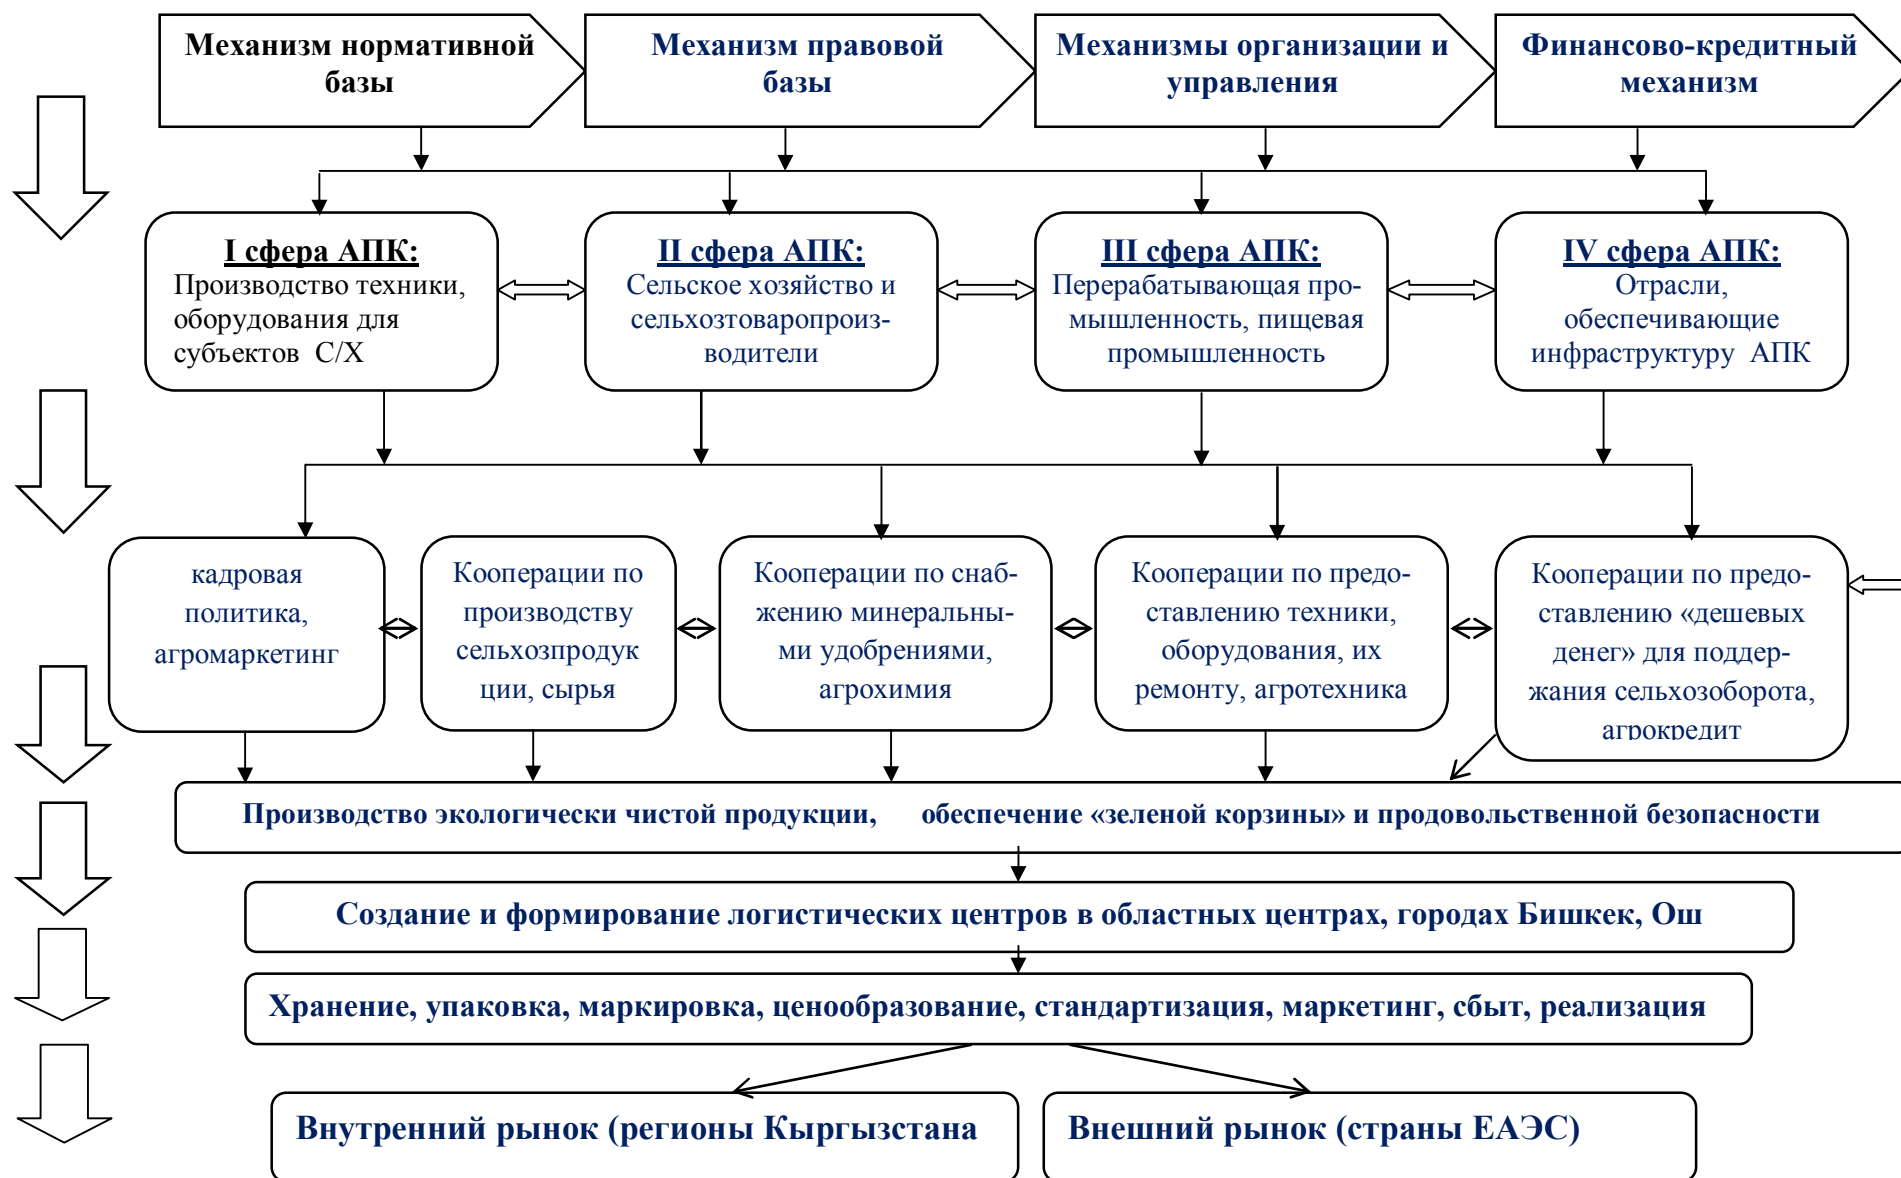 Механизм нормативной
базы
Механизм правовой
базы
Механизмы организации и
управления
Финансово-кредитный
механизм
I сфера АПК:
Производство техники,
оборудования для
субъектов С/Х
II сфера АПК:
Сельское хозяйство и
сельхозтоваропроиз-
водители
III сфера АПК:
Перерабатывающая про-
мышленность, пищевая
промышленность
IV сфера АПК:
Отрасли,
обеспечивающие
инфраструктуру АПК
кадровая
политика,
агромаркетинг
Кооперации по
производству
сельхозпродук
ции, сырья
Кооперации по снаб-
жению минеральны-
ми удобрениями,
агрохимия
Кооперации по предо-
ставлению техники,
оборудования, их
ремонту, агротехника
Кооперации по предо-
ставлению «дешевых
денег» для поддер-
жания сельхозоборота,
агрокредит
Производство экологически чистой продукции, обеспечение «зеленой корзины» и продовольственной безопасности
Создание и формирование логистических центров в областных центрах, городах Бишкек, Ош
Хранение, упаковка, маркировка, ценообразование, стандартизация, маркетинг, сбыт, реализация
Внутренний рынок (регионы Кыргызстана
Внешний рынок (страны ЕАЭС)